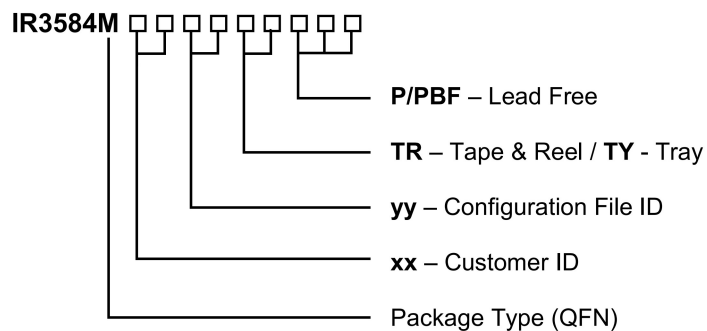 IR3584M
P/PBF – Lead Free
TR – Tape & Reel / TY - Tray
yy – Configuration File ID
xx – Customer ID
Package Type (QFN)